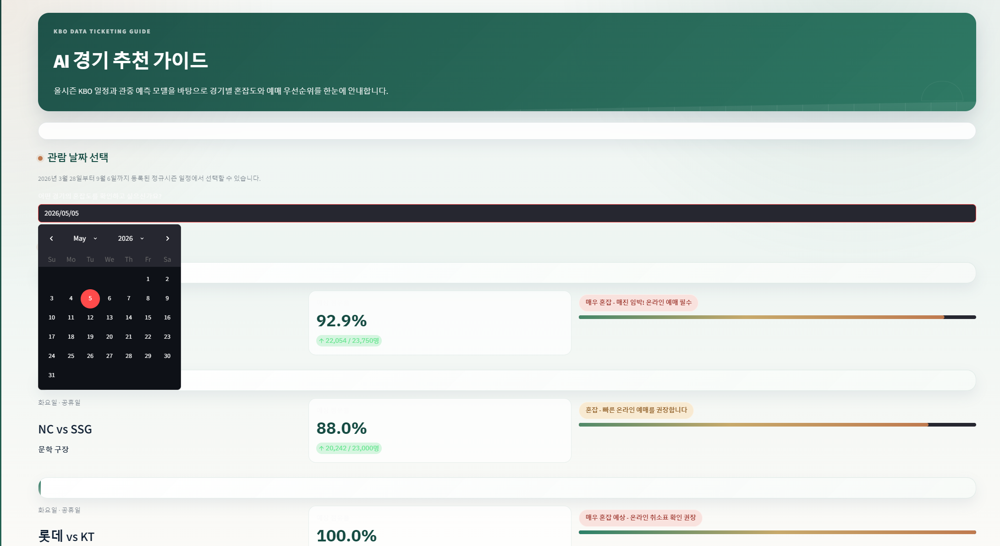 KBO DATA TICKETING GUIDE
AI 경기 추천 가이드
올시즌 KBO 일정과 관중 예측 모델을 바탕으로 경기별 혼잡도와 예매 우선순위를 한눈에 안내합니다.
관람 날짜 선택
2026년 3월 28일부터 9월 6일까지 등록된 정규시즌 일정에서 선택할 수 있습니다.
어떤 경기의 혼잡도를 확인하고 싶으신가요?
2026/05/05
May 2026
Su Mo Tu We Th Fr Sa
1 2
3 4 5 6 7 8 9
10 11 12 13 14 15 16
17 18 19 20 21 22 23
24 25 26 27 28 29 30
31
92.9%
↑ 22,054 / 23,750명
매우 혼잡 - 매진 임박! 온라인 예매 필수
화요일 · 공휴일
NC vs SSG
문학 구장
88.0%
↑ 20,242 / 23,000명
혼잡 - 빠른 온라인 예매를 권장합니다
화요일 · 공휴일
롯데 vs KT
100.0%
매우 혼잡 예상 - 온라인 취소표 확인 권장